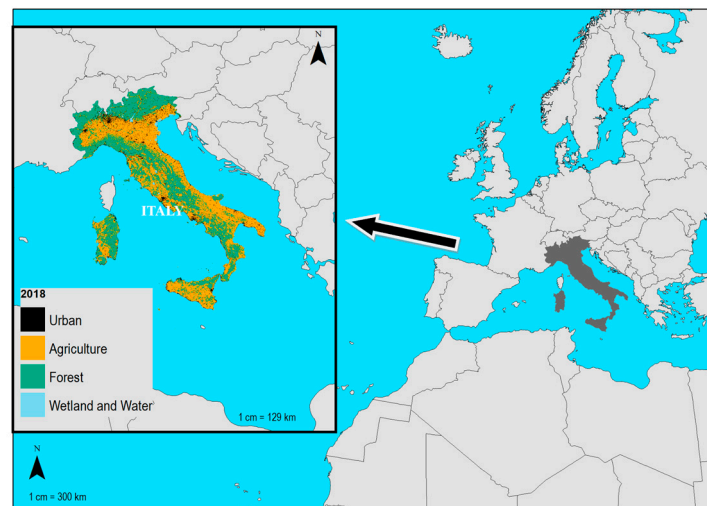 ITALY
2018
Urban
Agriculture
Forest
Wetland and Water
1 cm = 129 km
1 cm = 300 km